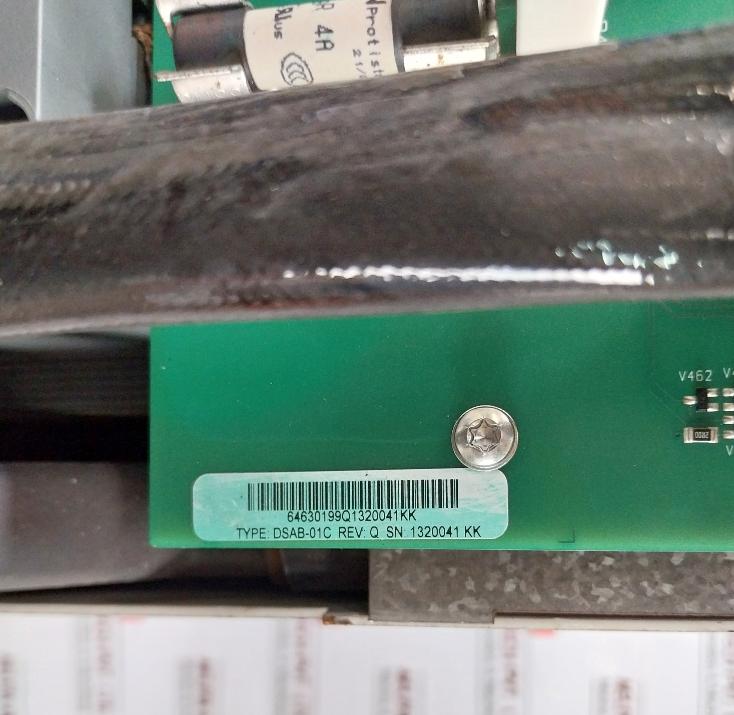 4A
Protist
64630199Q1320041KK
TYPE: DSAB-01C REV: Q SN: 1320041 KK
V462